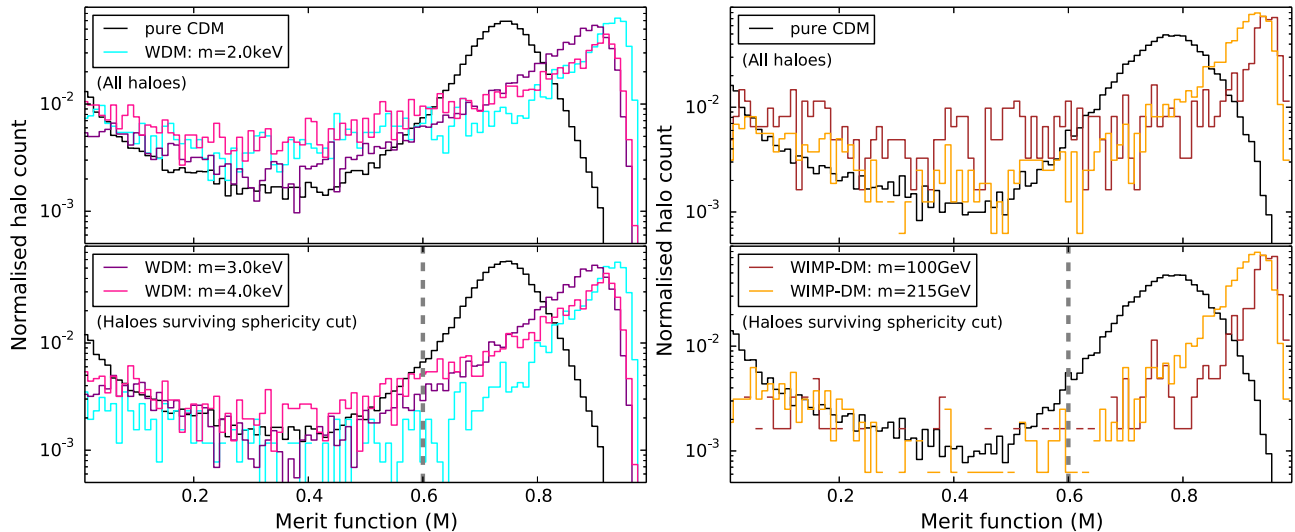 pure CDM
WDM: m=2.0keV
(All haloes)
10⁻²
10⁻³
WDM: m=3.0keV
WDM: m=4.0keV
(Haloes surviving sphericity cut)
10⁻²
10⁻³
0.2 0.4 0.6 0.8
Merit function (M)
Normalised halo count
pure CDM
(All haloes)
10⁻²
10⁻³
WIMP-DM: m=100GeV
WIMP-DM: m=215GeV
(Haloes surviving sphericity cut)
10⁻²
10⁻³
0.2 0.4 0.6 0.8
Merit function (M)
Normalised halo count